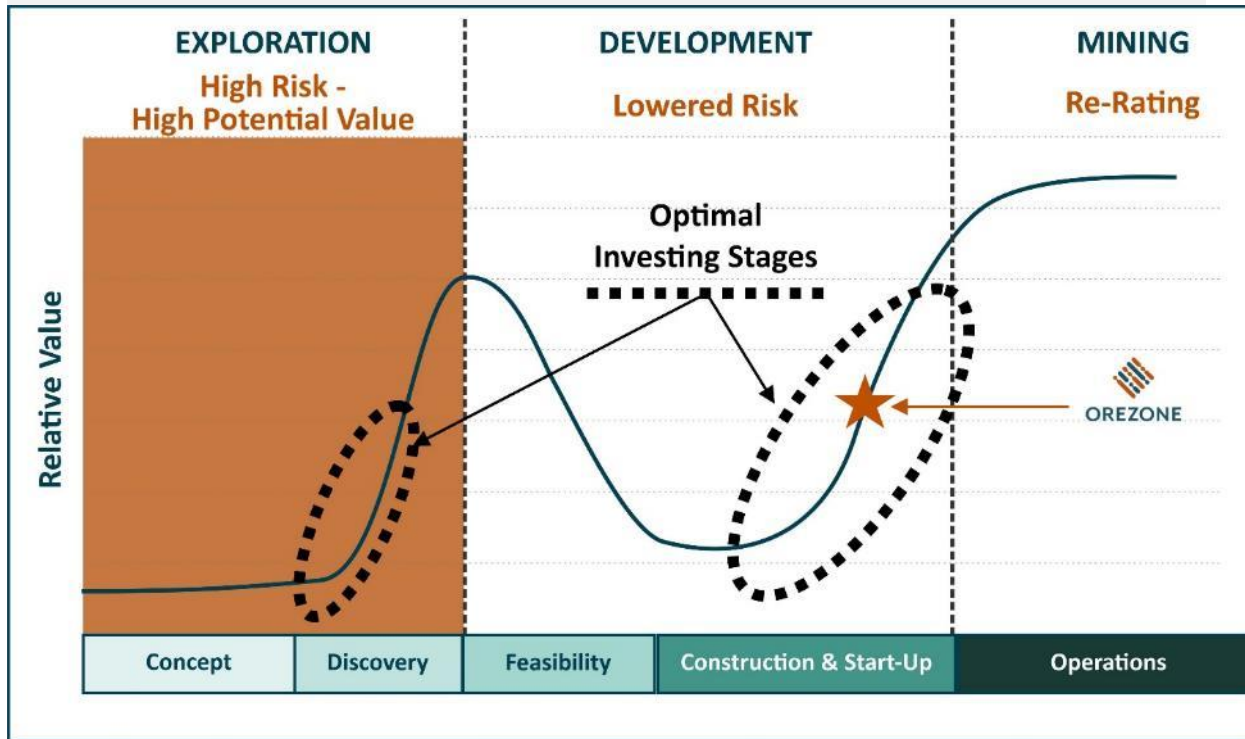 EXPLORATION
High Risk -
High Potential Value
DEVELOPMENT
Lowered Risk
MINING
Re-Rating
Optimal
Investing Stages
Relative Value
OREZONE
Concept
Discovery
Feasibility
Construction & Start-Up
Operations